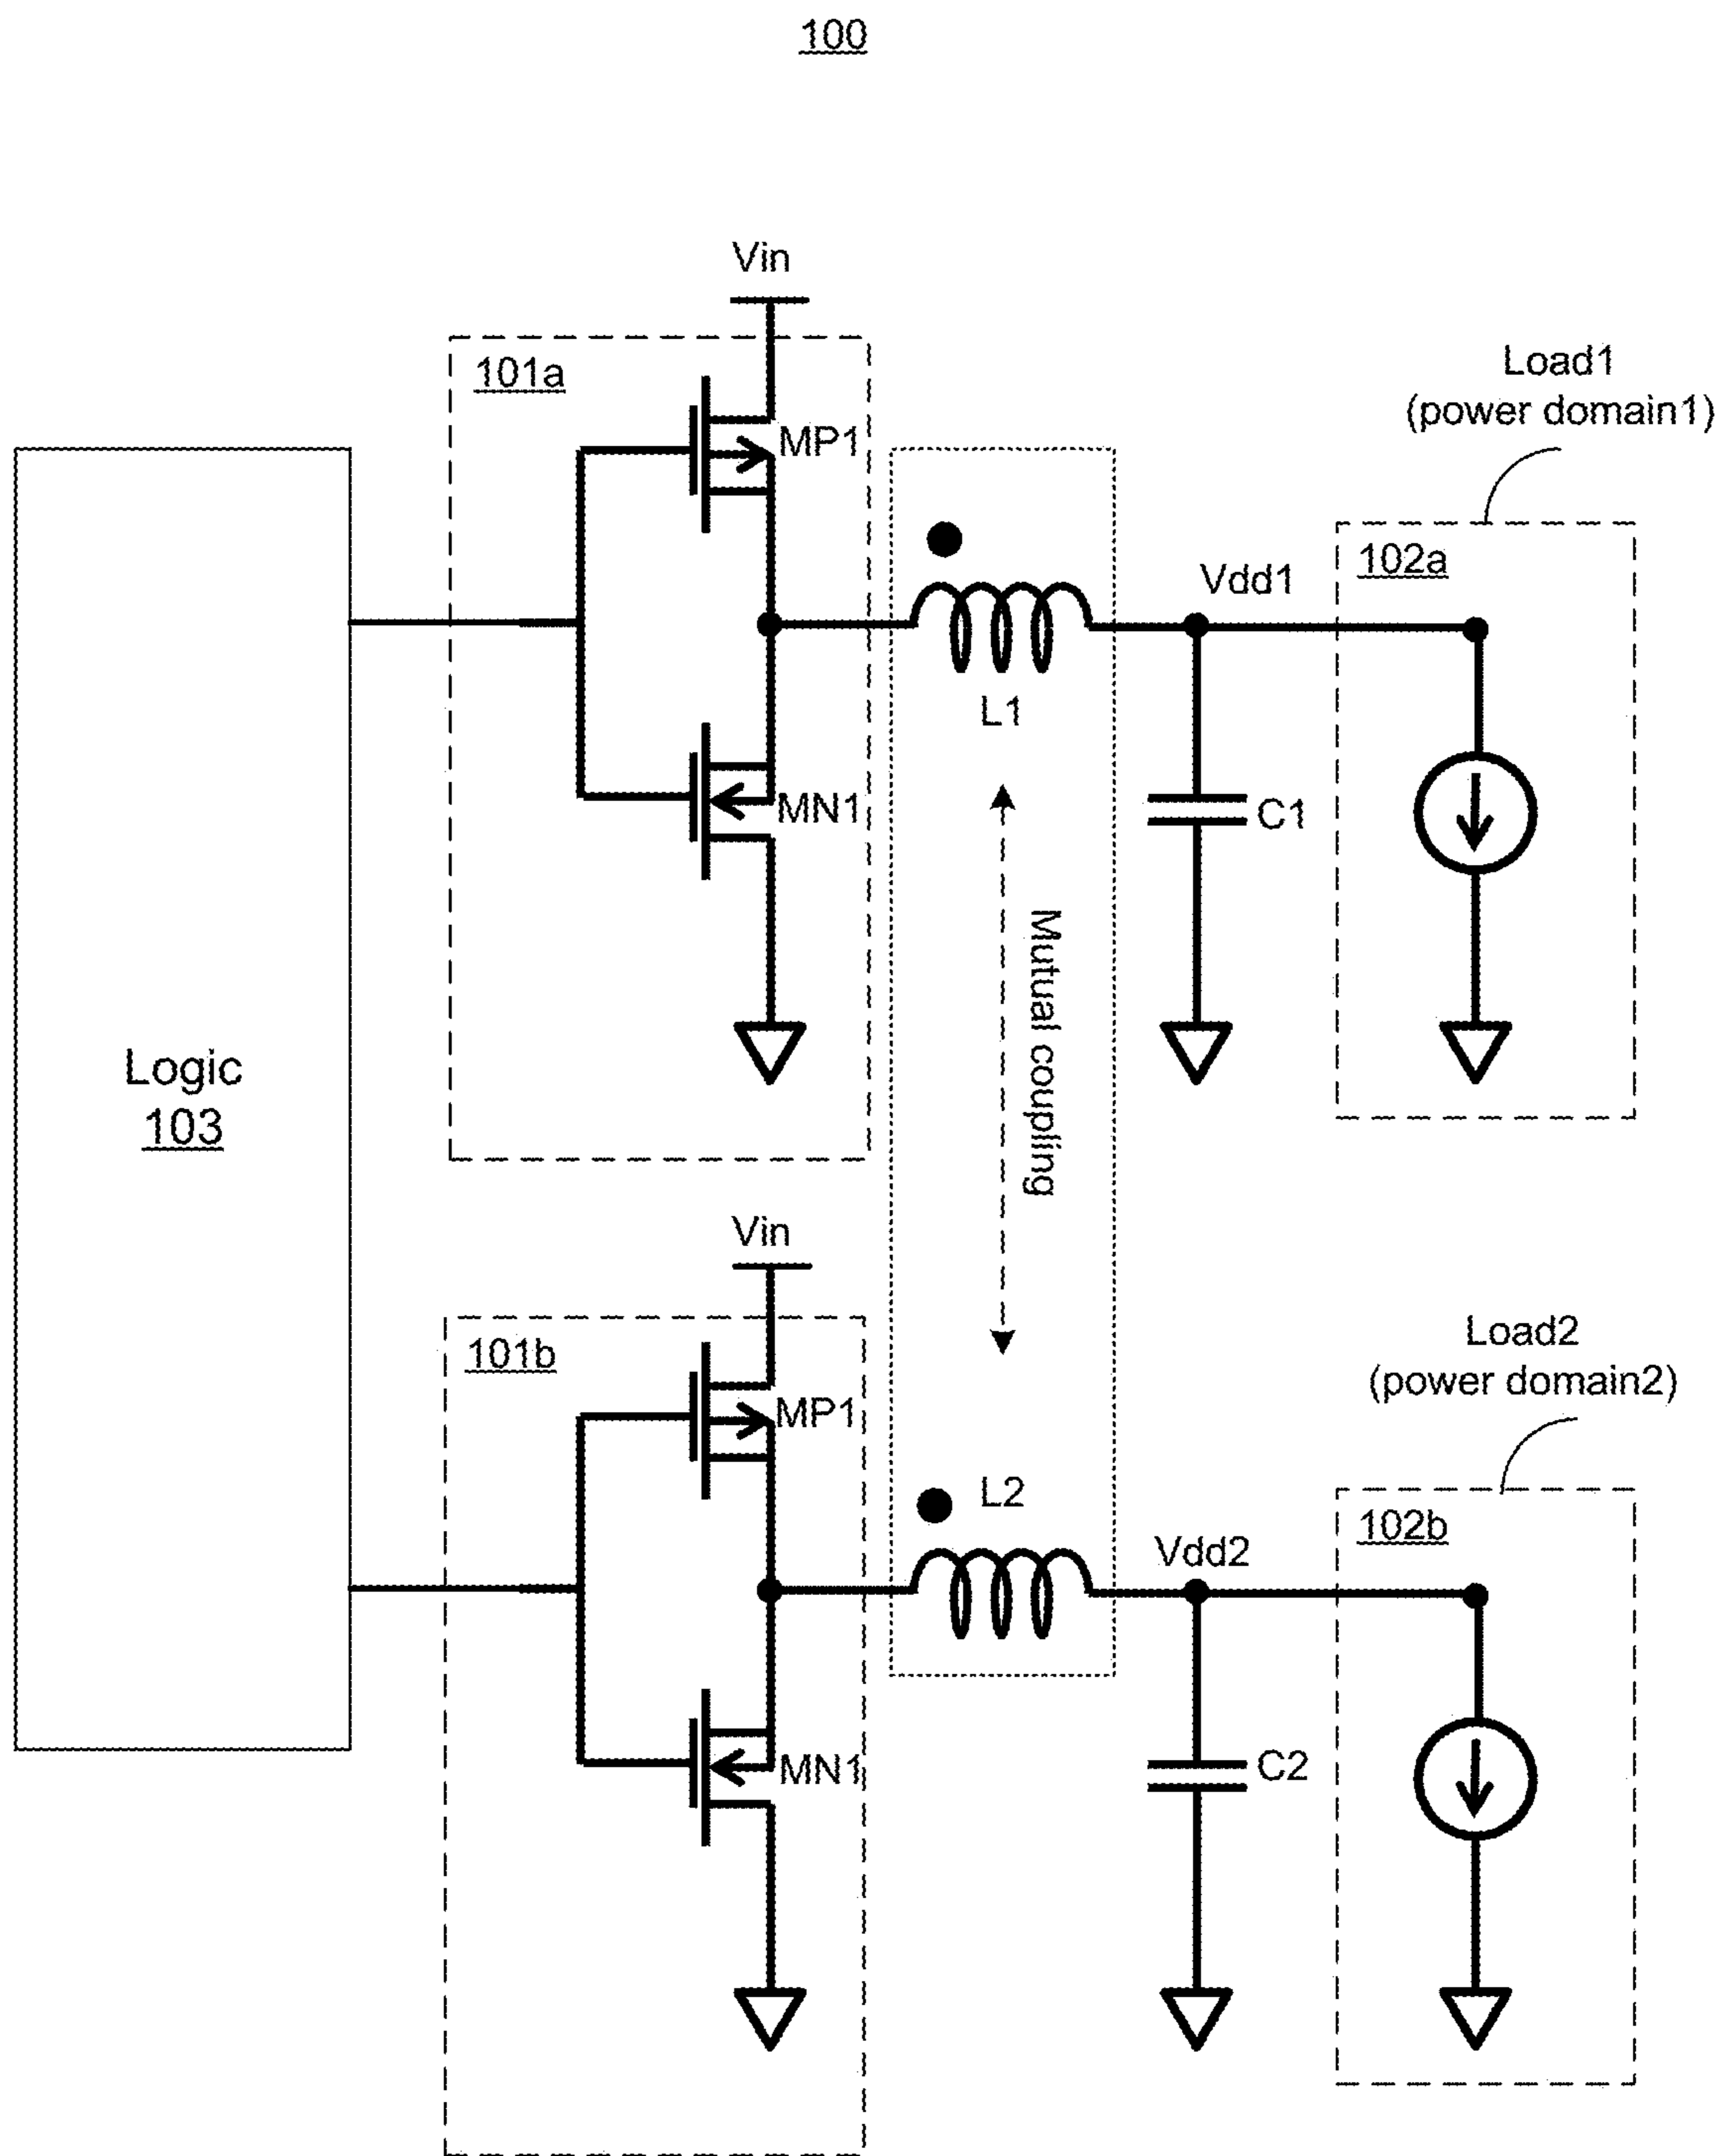 100
Vin
101a
MP1
MN1
Logic
103
L1
Mutual coupling
Vdd1
C1
Load1
(power domain1)
102a
Vin
101b
MP1
MN1
L2
Vdd2
C2
Load2
(power domain2)
102b